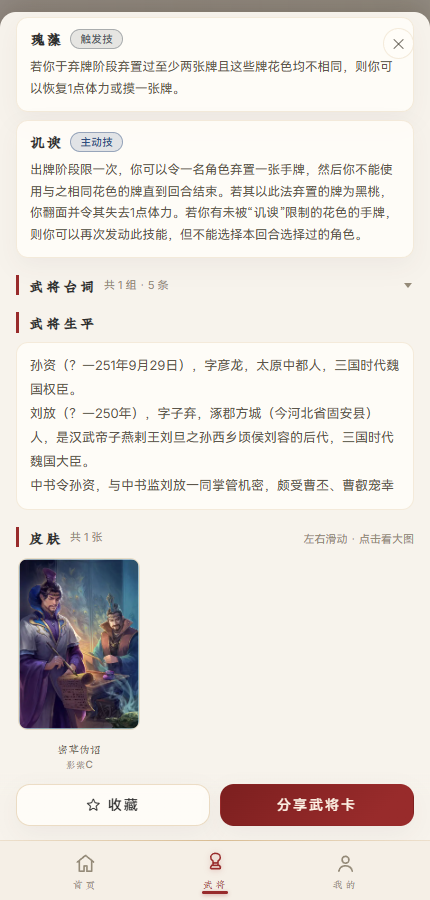 瑰藻 触发技
若你于弃牌阶段弃置过至少两张牌且这些牌花色均不相同，则你可
以恢复1点体力或摸一张牌。
讥谀 主动技
出牌阶段限一次，你可以令一名角色弃置一张手牌，然后你不能使
用与之相同花色的牌直到回合结束。若其以此法弃置的牌为黑桃，
你翻面并令其失去1点体力。若你有未被“讥谀”限制的花色的手牌，
则你可以再次发动此技能，但不能选择本回合选择过的角色。
武将台词 共1组 · 5条
武将生平
孙资（？—251年9月29日），字彦龙，太原中都人，三国时代魏
国权臣。
刘放（？—250年），字子弃，涿郡方城（今河北省固安县）
人，是汉武帝子燕剌王刘旦之孙西乡顷侯刘容的后代，三国时代
魏国大臣。
中书令孙资，与中书监刘放一同掌管机密，颇受曹丕、曹叡宠幸
皮肤 共1张 左右滑动 · 点击看大图
密草伪诏
影紫C
收藏 分享武将卡
首页 武将 我的